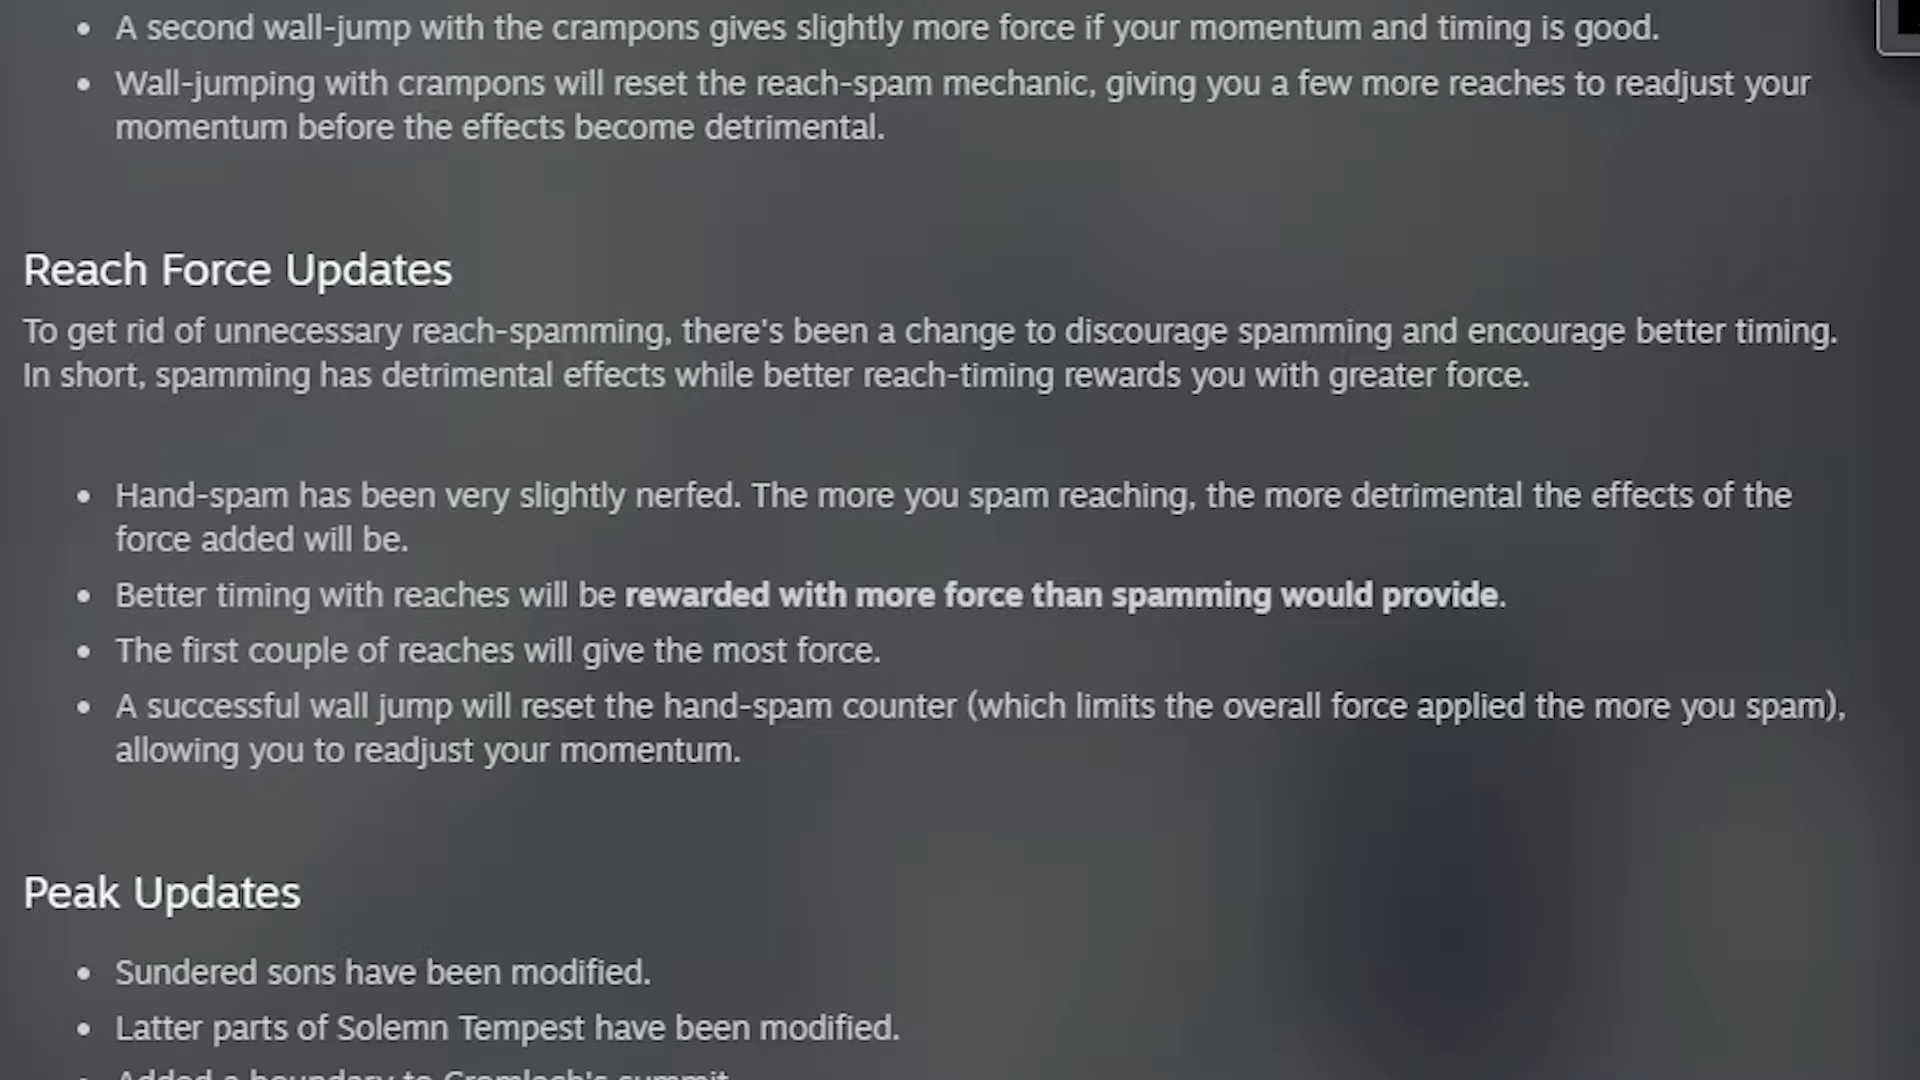 A second wall-jump with the crampons gives slightly more force if your momentum and timing is good.
Wall-jumping with crampons will reset the reach-spam mechanic, giving you a few more reaches to readjust your
momentum before the effects become detrimental.
Reach Force Updates
To get rid of unnecessary reach-spamming, there's been a change to discourage spamming and encourage better timing.
In short, spamming has detrimental effects while better reach-timing rewards you with greater force.
Hand-spam has been very slightly nerfed. The more you spam reaching, the more detrimental the effects of the
force added will be.
Better timing with reaches will be rewarded with more force than spamming would provide.
The first couple of reaches will give the most force.
A successful wall jump will reset the hand-spam counter (which limits the overall force applied the more you spam),
allowing you to readjust your momentum.
Peak Updates
Sundered sons have been modified.
Latter parts of Solemn Tempest have been modified.
Added a boundary to Cromlech's summit